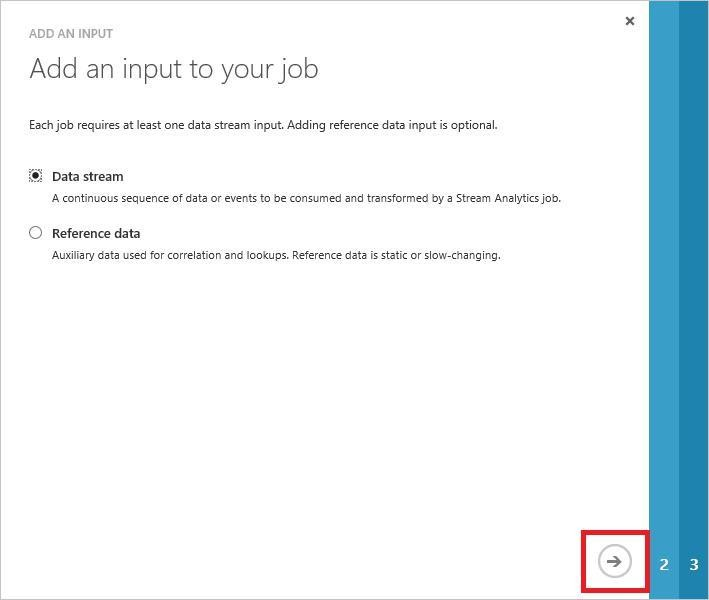 ADD AN INPUT
Add an input to your job
Each job requires at least one data stream input. Adding reference data input is optional.
Data stream
A continuous sequence of data or events to be consumed and transformed by a Stream Analytics job.
Reference data
Auxiliary data used for correlation and lookups. Reference data is static or slow-changing.
2 3